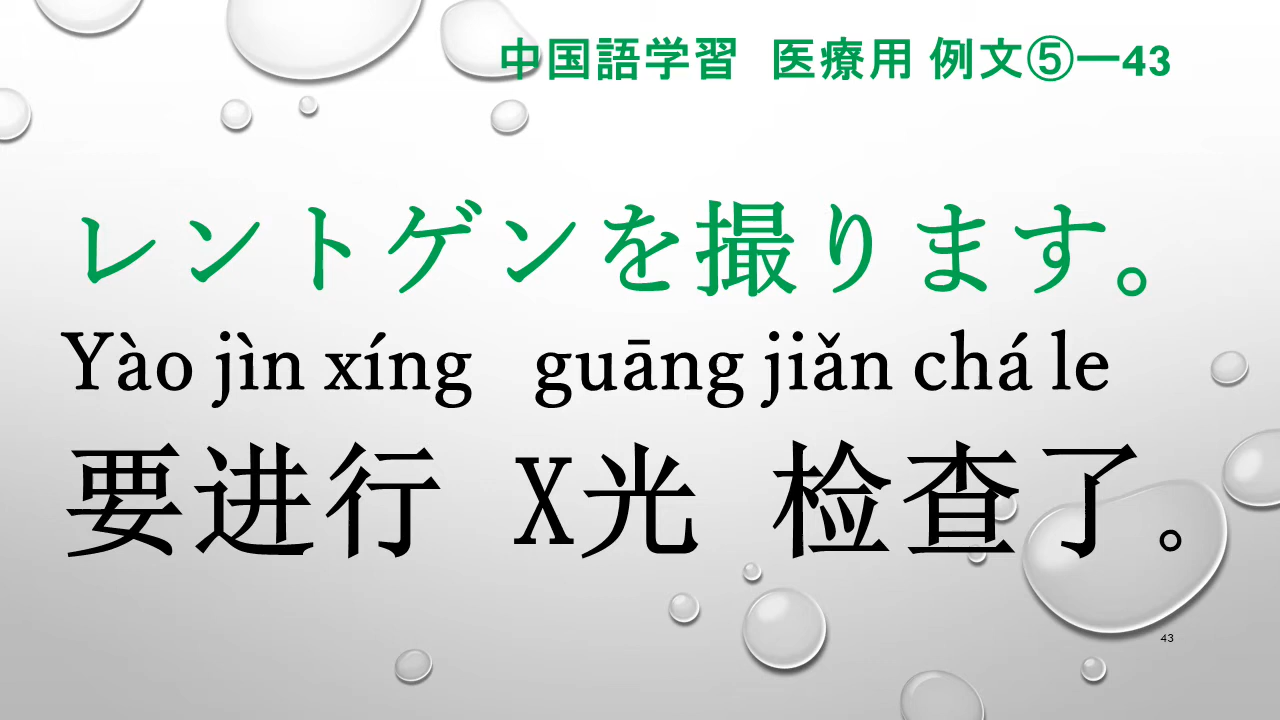 中国語学習 医療用 例文⑤ー43
レントゲンを撮ります。
Yào jìn xíng guāng jiǎn chá le
要进行 X光 检查了。
43